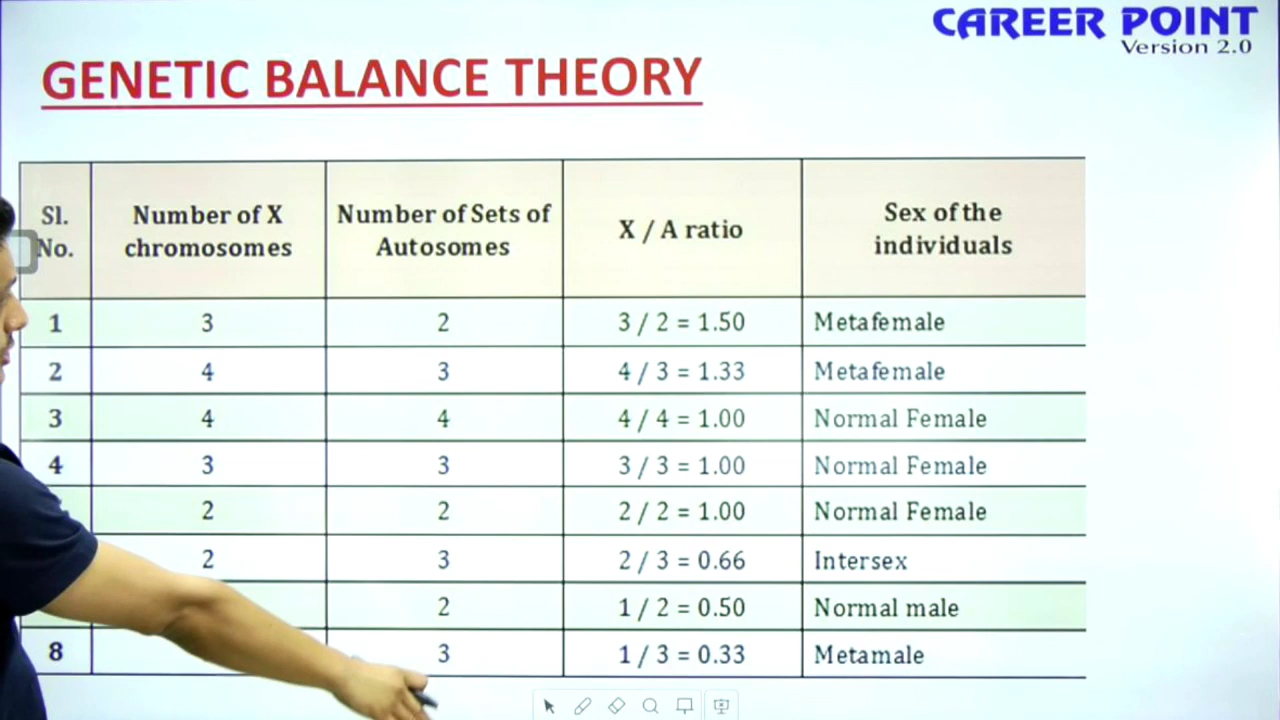 CAREER POINT
Version 2.0
GENETIC BALANCE THEORY
Sl. No. Number of X chromosomes Number of Sets of Autosomes X / A ratio Sex of the individuals
1 3 2 3 / 2 = 1.50 Metafemale
2 4 3 4 / 3 = 1.33 Metafemale
3 4 4 4 / 4 = 1.00 Normal Female
4 3 3 3 / 3 = 1.00 Normal Female
2 2 2 / 2 = 1.00 Normal Female
2 3 2 / 3 = 0.66 Intersex
2 1 / 2 = 0.50 Normal male
8 3 1 / 3 = 0.33 Metamale